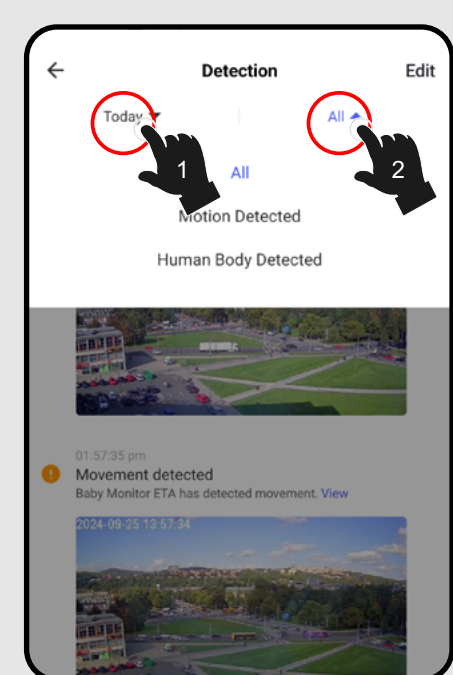 Detection
Edit
Today
All
1
2
All
Motion Detected
Human Body Detected
01:57:35 pm
Movement detected
Baby Monitor ETA has detected movement. View
2024-09-25 13:57:34